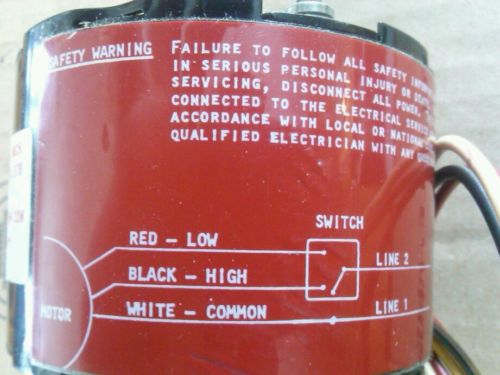 SAFETY WARNING
FAILURE TO FOLLOW ALL SAFETY
IN SERIOUS PERSONAL INJURY OR
SERVICING, DISCONNECT ALL POWER.
CONNECTED TO THE ELECTRICAL
ACCORDANCE WITH LOCAL OR
QUALIFIED ELECTRICIAN WITH ANY
SWITCH
RED - LOW
LINE 2
BLACK - HIGH
LINE 1
MOTOR
WHITE - COMMON